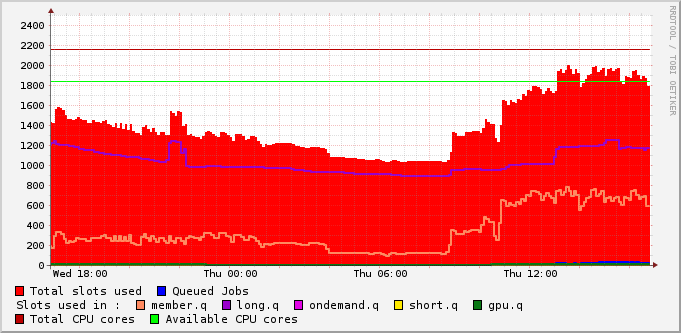 2400
2200
2000
1800
1600
1400
1200
1000
800
600
400
200
0
Wed 18:00 Thu 00:00 Thu 06:00 Thu 12:00
RRDTOOL / TOBI OETIKER
Total slots used Queued Jobs
Slots used in : member.q long.q ondemand.q short.q gpu.q
Total CPU cores Available CPU cores